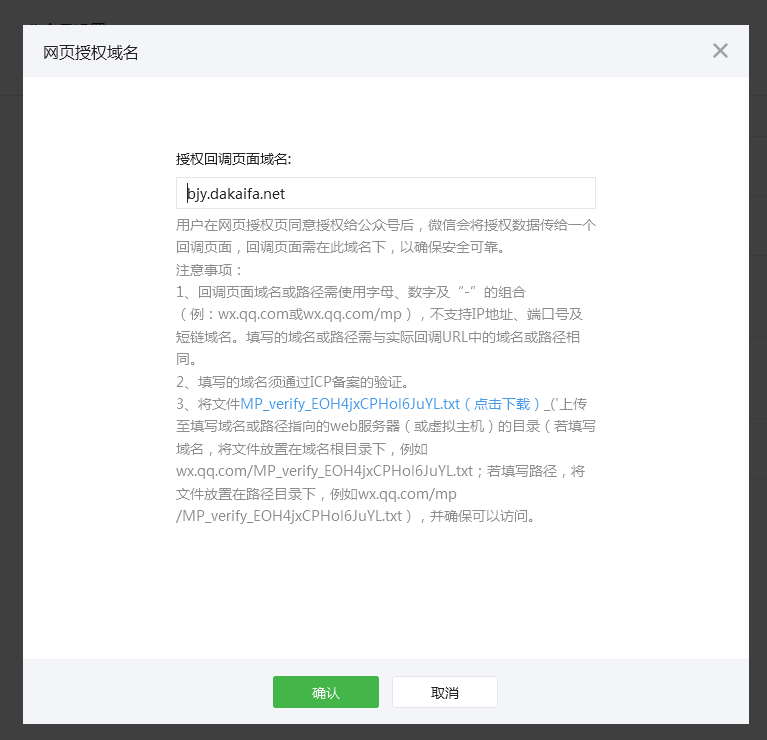 网页授权域名
授权回调页面域名:
bjy.dakaifa.net
用户在网页授权页同意授权给公众号后，微信会将授权数据传给一个
回调页面，回调页面需在此域名下，以确保安全可靠。
注意事项：
1、回调页面域名或路径需使用字母、数字及“-”的组合
（例：wx.qq.com或wx.qq.com/mp），不支持IP地址、端口号及
短链域名。填写的域名或路径需与实际回调URL中的域名或路径相
同。
2、填写的域名须通过ICP备案的验证。
3、将文件MP_verify_EOH4jxCPHol6JuYL.txt（点击下载）_('上传
至填写域名或路径指向的web服务器（或虚拟主机）的目录（若填写
域名，将文件放置在域名根目录下，例如
wx.qq.com/MP_verify_EOH4jxCPHol6JuYL.txt；若填写路径，将
文件放置在路径目录下，例如wx.qq.com/mp
/MP_verify_EOH4jxCPHol6JuYL.txt），并确保可以访问。
确认
取消